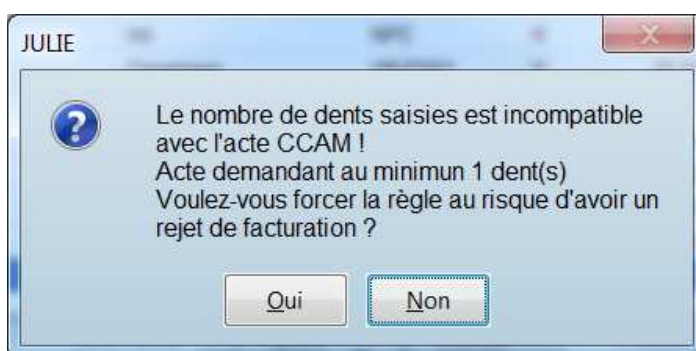 JULIE
Le nombre de dents saisies est incompatible
avec l'acte CCAM !
Acte demandant au minimun 1 dent(s)
Voulez-vous forcer la règle au risque d'avoir un
rejet de facturation ?
Oui
Non